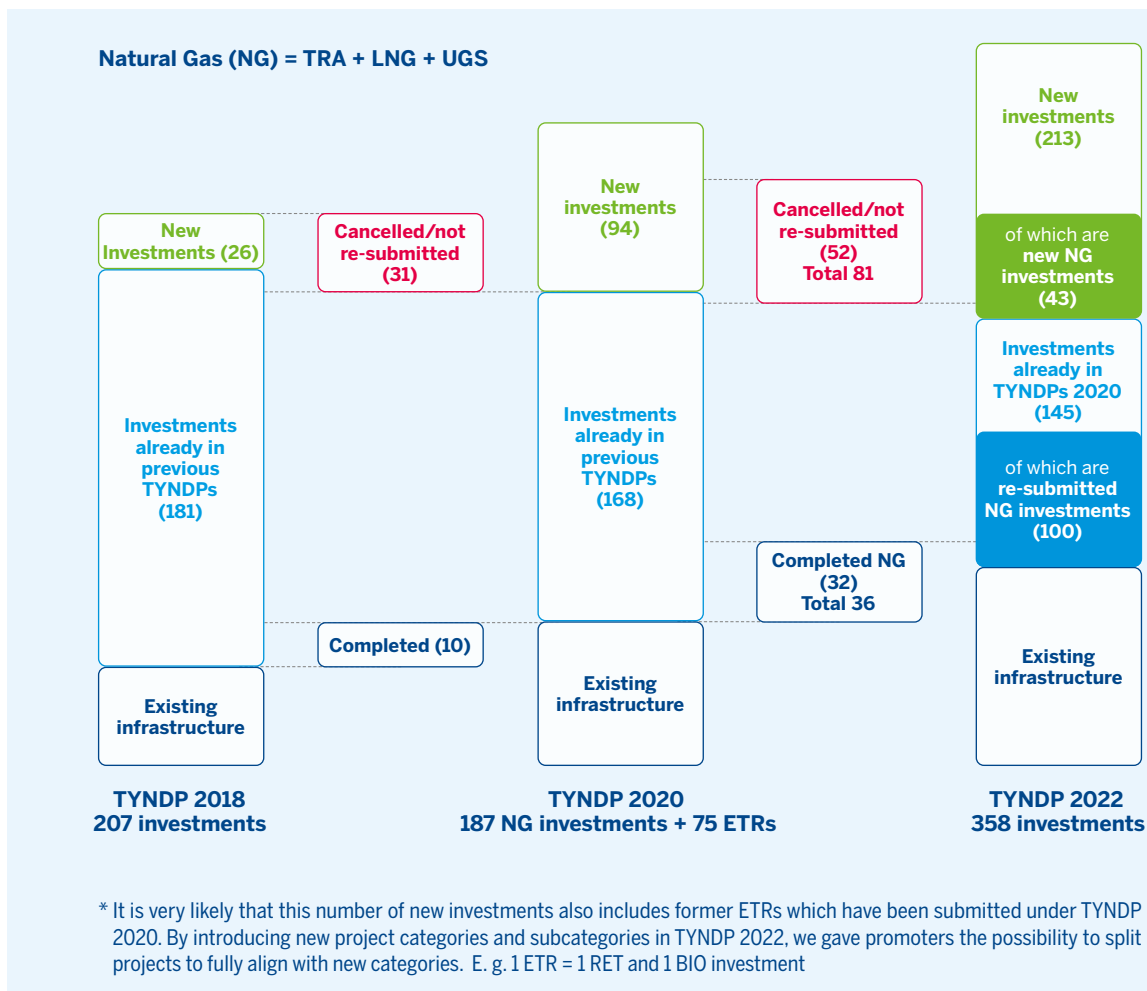 Natural Gas (NG) = TRA + LNG + UGS
New
Investments (26)
Investments
already in
previous
TYNDPs
(181)
Existing
infrastructure
TYNDP 2018
207 investments
Cancelled/not
re-submitted
(31)
Completed (10)
New
investments
(94)
Investments
already in
previous
TYNDPs
(168)
Existing
infrastructure
TYNDP 2020
187 NG investments + 75 ETRs
Cancelled/not
re-submitted
(52)
Total 81
Completed NG
(32)
Total 36
New
investments
(213)
of which are
new NG
investments
(43)
Investments
already in
TYNDPs 2020
(145)
of which are
re-submitted
NG investments
(100)
Existing
infrastructure
TYNDP 2022
358 investments
* It is very likely that this number of new investments also includes former ETRs which have been submitted under TYNDP
2020. By introducing new project categories and subcategories in TYNDP 2022, we gave promoters the possibility to split
projects to fully align with new categories. E. g. 1 ETR = 1 RET and 1 BIO investment